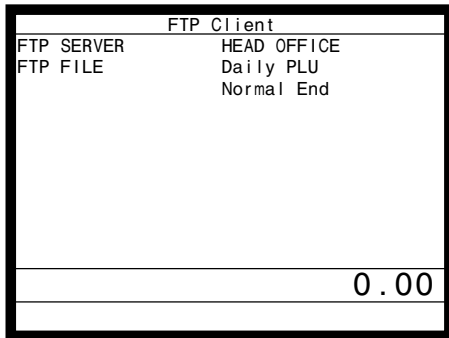 FTP Client
FTP SERVER HEAD OFFICE
FTP FILE Daily PLU
Normal End
0.00